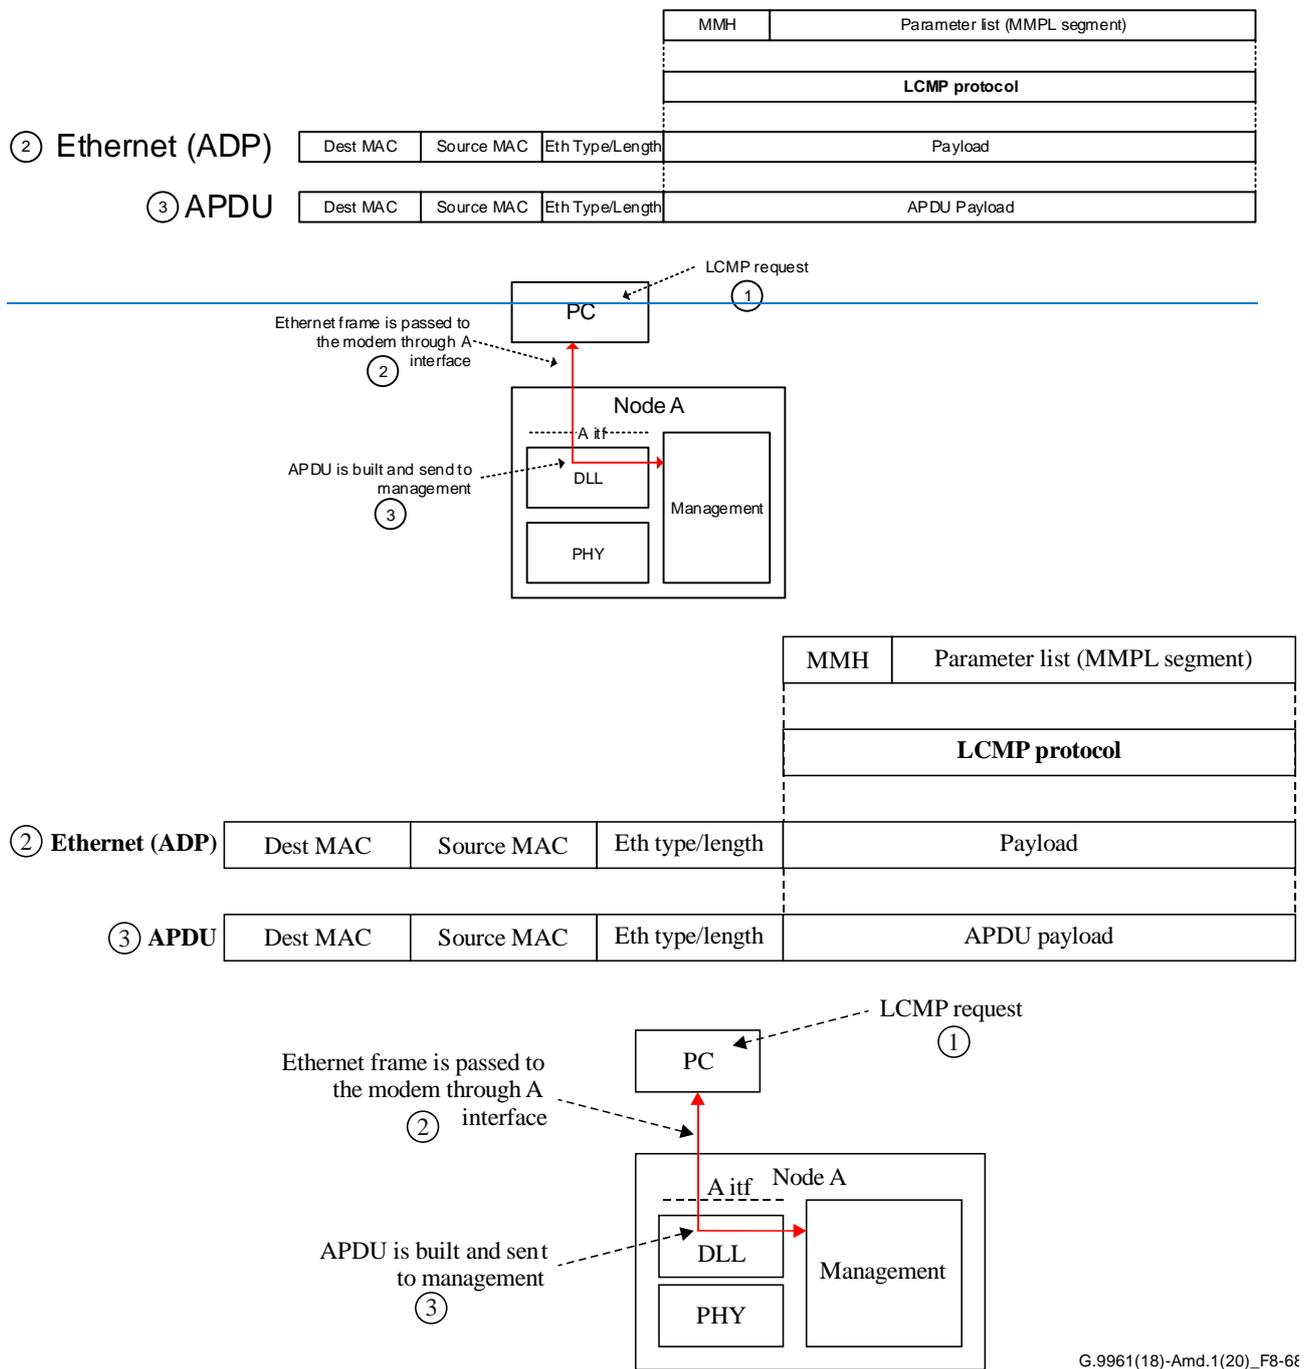 MMH Parameter list (MMPL segment)
LCMP protocol
2 Ethernet (ADP) Dest MAC Source MAC Eth Type/Length Payload
3 APDU Dest MAC Source MAC Eth Type/Length APDU Payload
LCMP request
1
PC
Ethernet frame is passed to
the modem through A
interface
2
Node A
A itf
APDU is built and send to
management
3
DLL
Management
PHY
MMH Parameter list (MMPL segment)
LCMP protocol
2 Ethernet (ADP) Dest MAC Source MAC Eth type/length Payload
3 APDU Dest MAC Source MAC Eth type/length APDU payload
LCMP request
1
PC
Ethernet frame is passed to
the modem through A
interface
2
Node A
A itf
APDU is built and sent
to management
3
DLL
Management
PHY
G.9961(18)-Amd.1(20)_F8-68